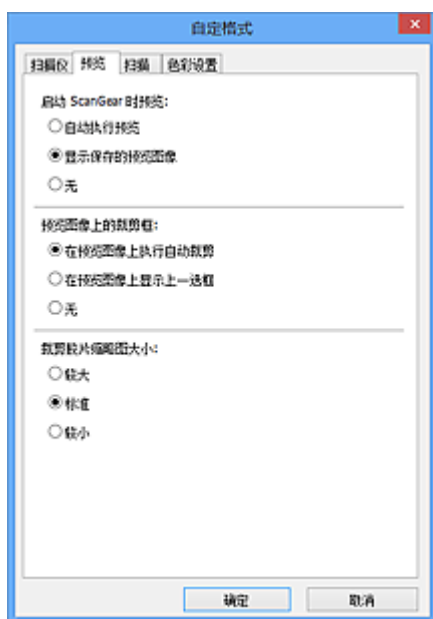 自定格式
扫描仪 预览 扫描 色彩设置
启动 ScanGear 时预览:
自动执行预览
显示保存的预览图像
无
预览图像上的裁剪框:
在预览图像上执行自动裁剪
在预览图像上显示上一选框
无
裁剪胶片缩略图大小:
较大
标准
较小
确定 取消